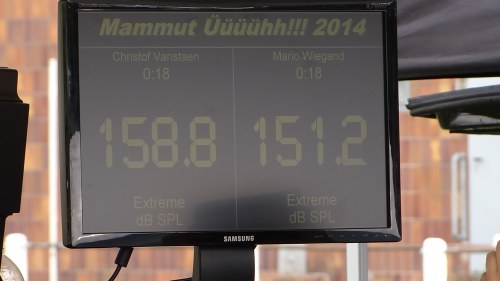 Mammut Üüüühh!!! 2014
Christof Vanstaen Mario Wiegand
0:18 0:18
158.8 151.2
Extreme Extreme
dB SPL dB SPL
SAMSUNG